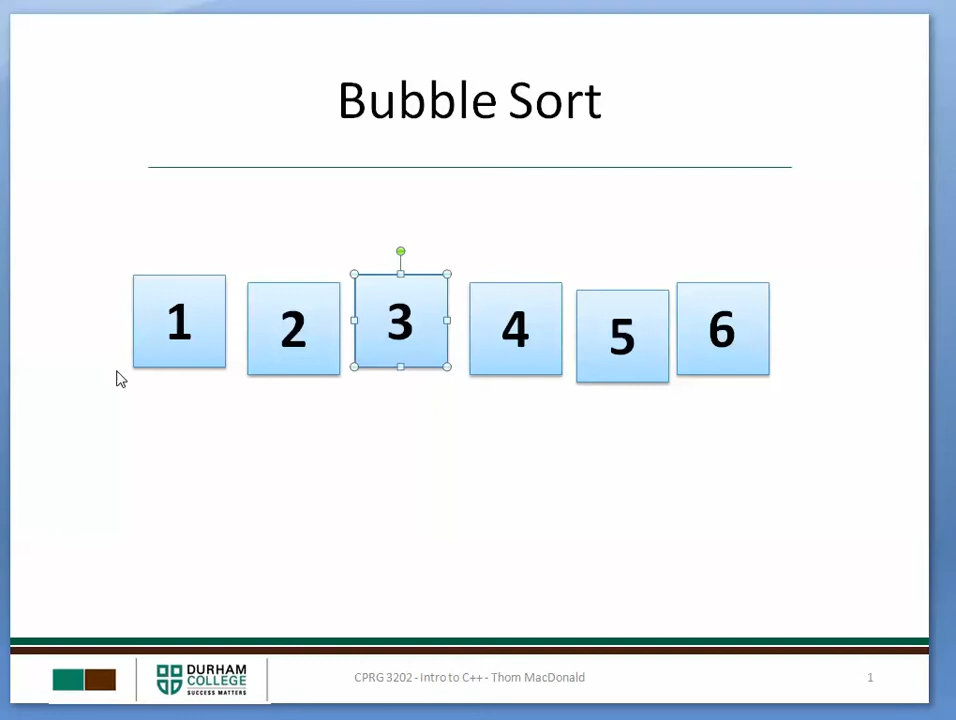 Bubble Sort
1 2 3 4 5 6
DURHAM
COLLEGE
SUCCESS MATTERS
CPRG 3202 - Intro to C++ - Thom MacDonald
1